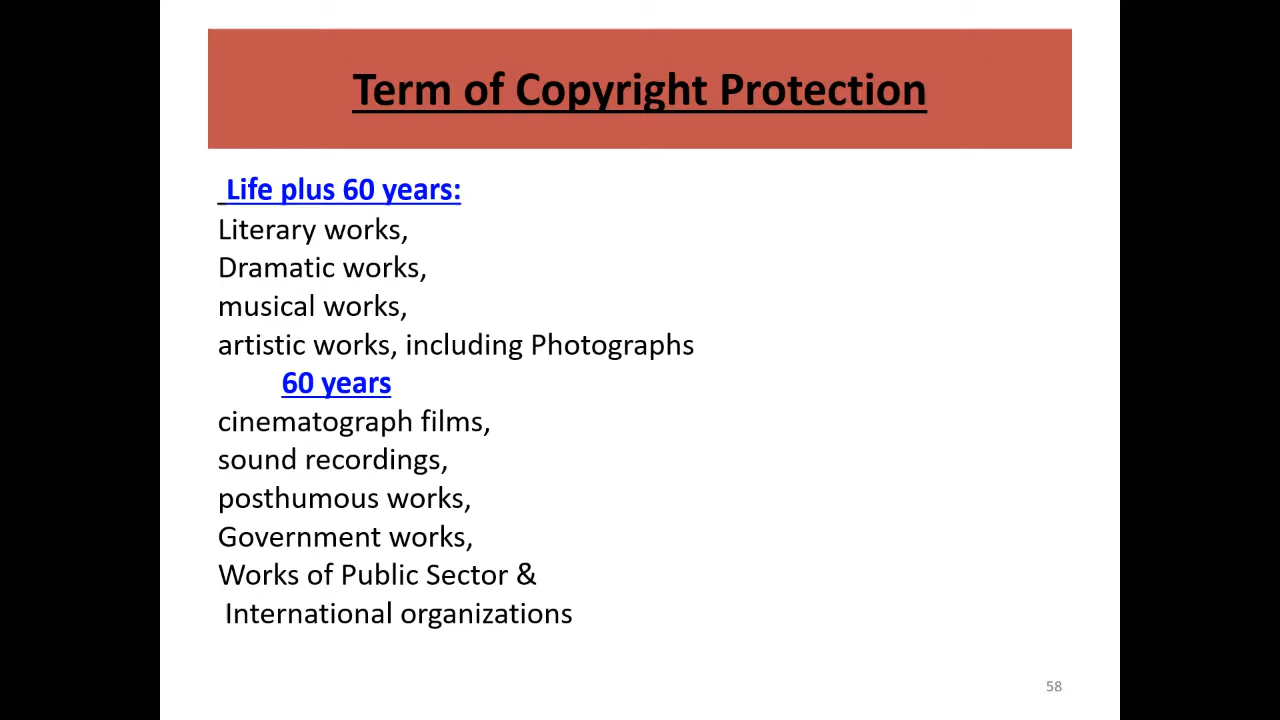 Term of Copyright Protection
Life plus 60 years:
Literary works,
Dramatic works,
musical works,
artistic works, including Photographs
60 years
cinematograph films,
sound recordings,
posthumous works,
Government works,
Works of Public Sector &
International organizations
58